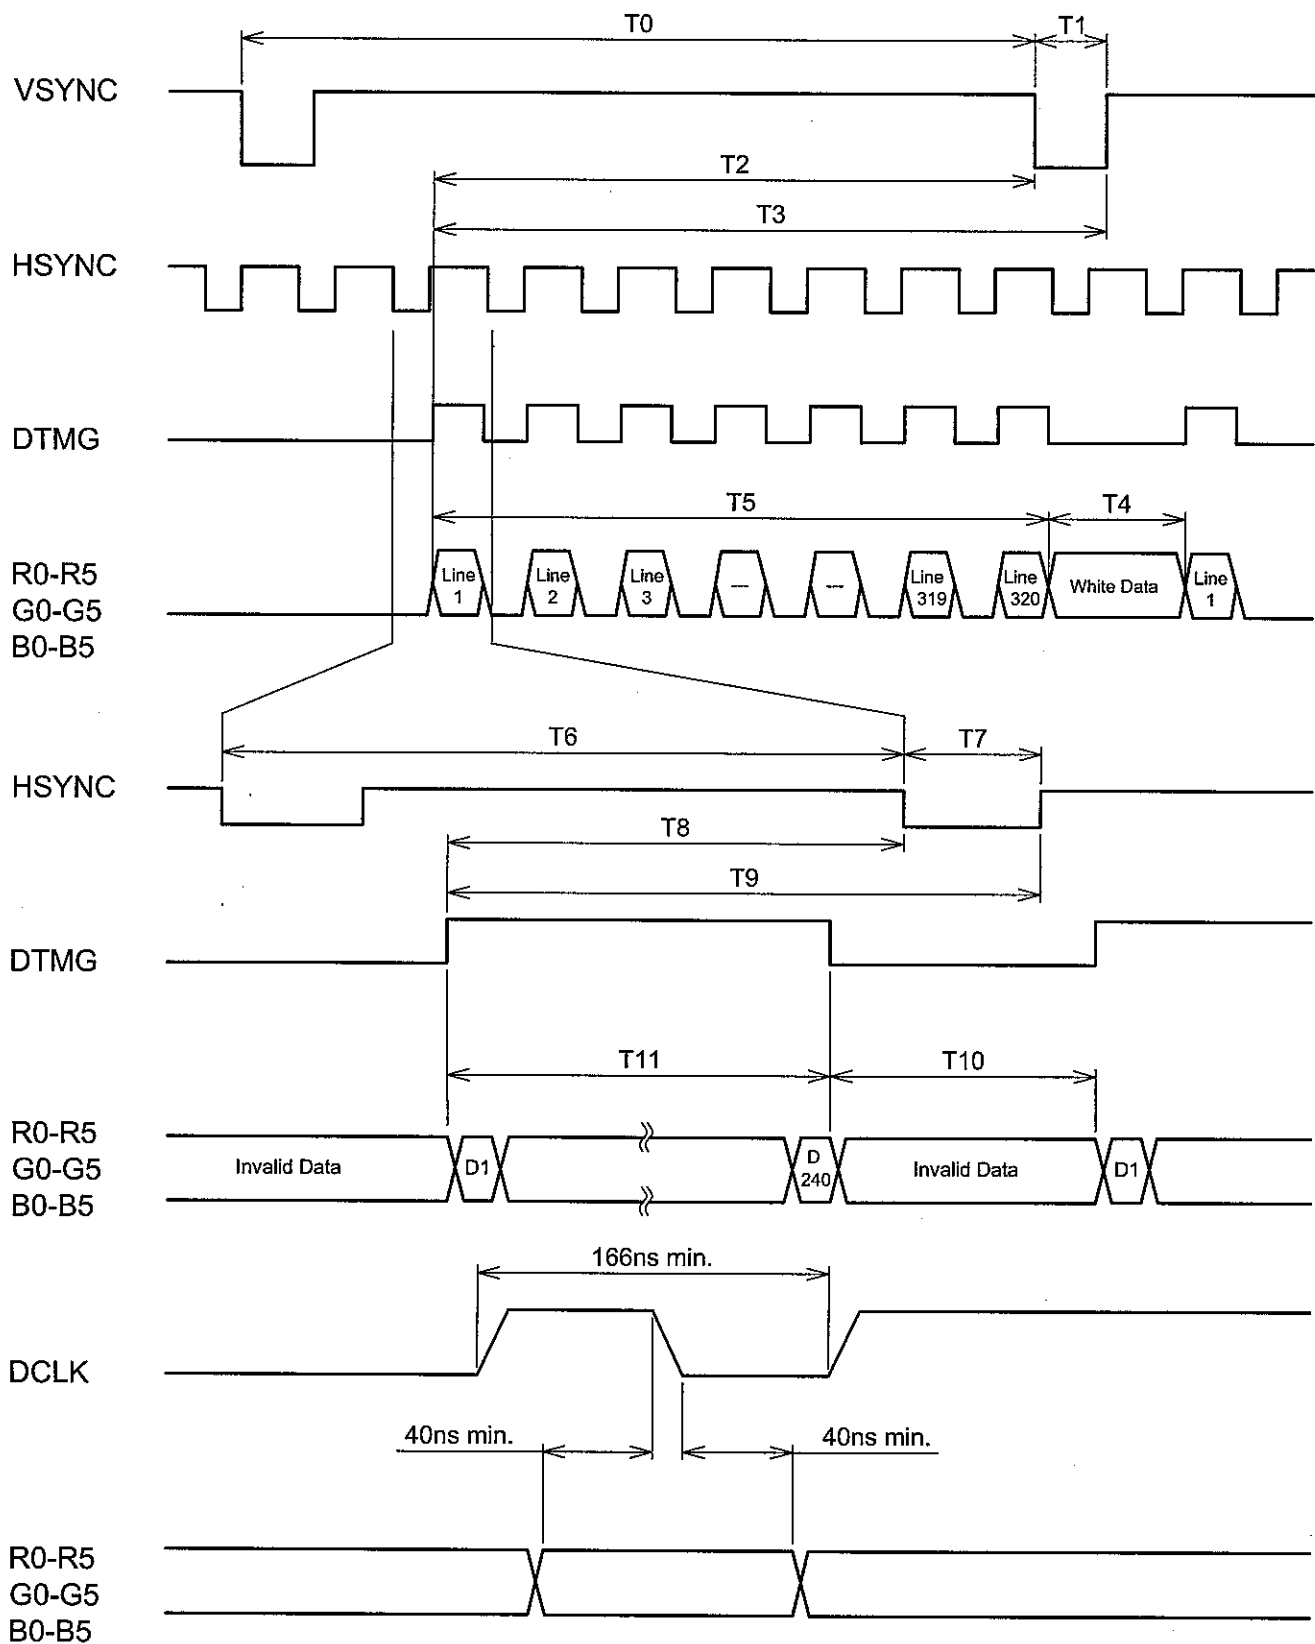 T0
T1
VSYNC
T2
T3
HSYNC
DTMG
T5
T4
R0-R5
G0-G5
B0-B5
Line
1
Line
2
Line
3
---
---
Line
319
Line
320
White Data
Line
1
T6
T7
HSYNC
T8
T9
DTMG
T11
T10
R0-R5
G0-G5
B0-B5
Invalid Data
D1
D
240
Invalid Data
D1
166ns min.
DCLK
40ns min.
40ns min.
R0-R5
G0-G5
B0-B5